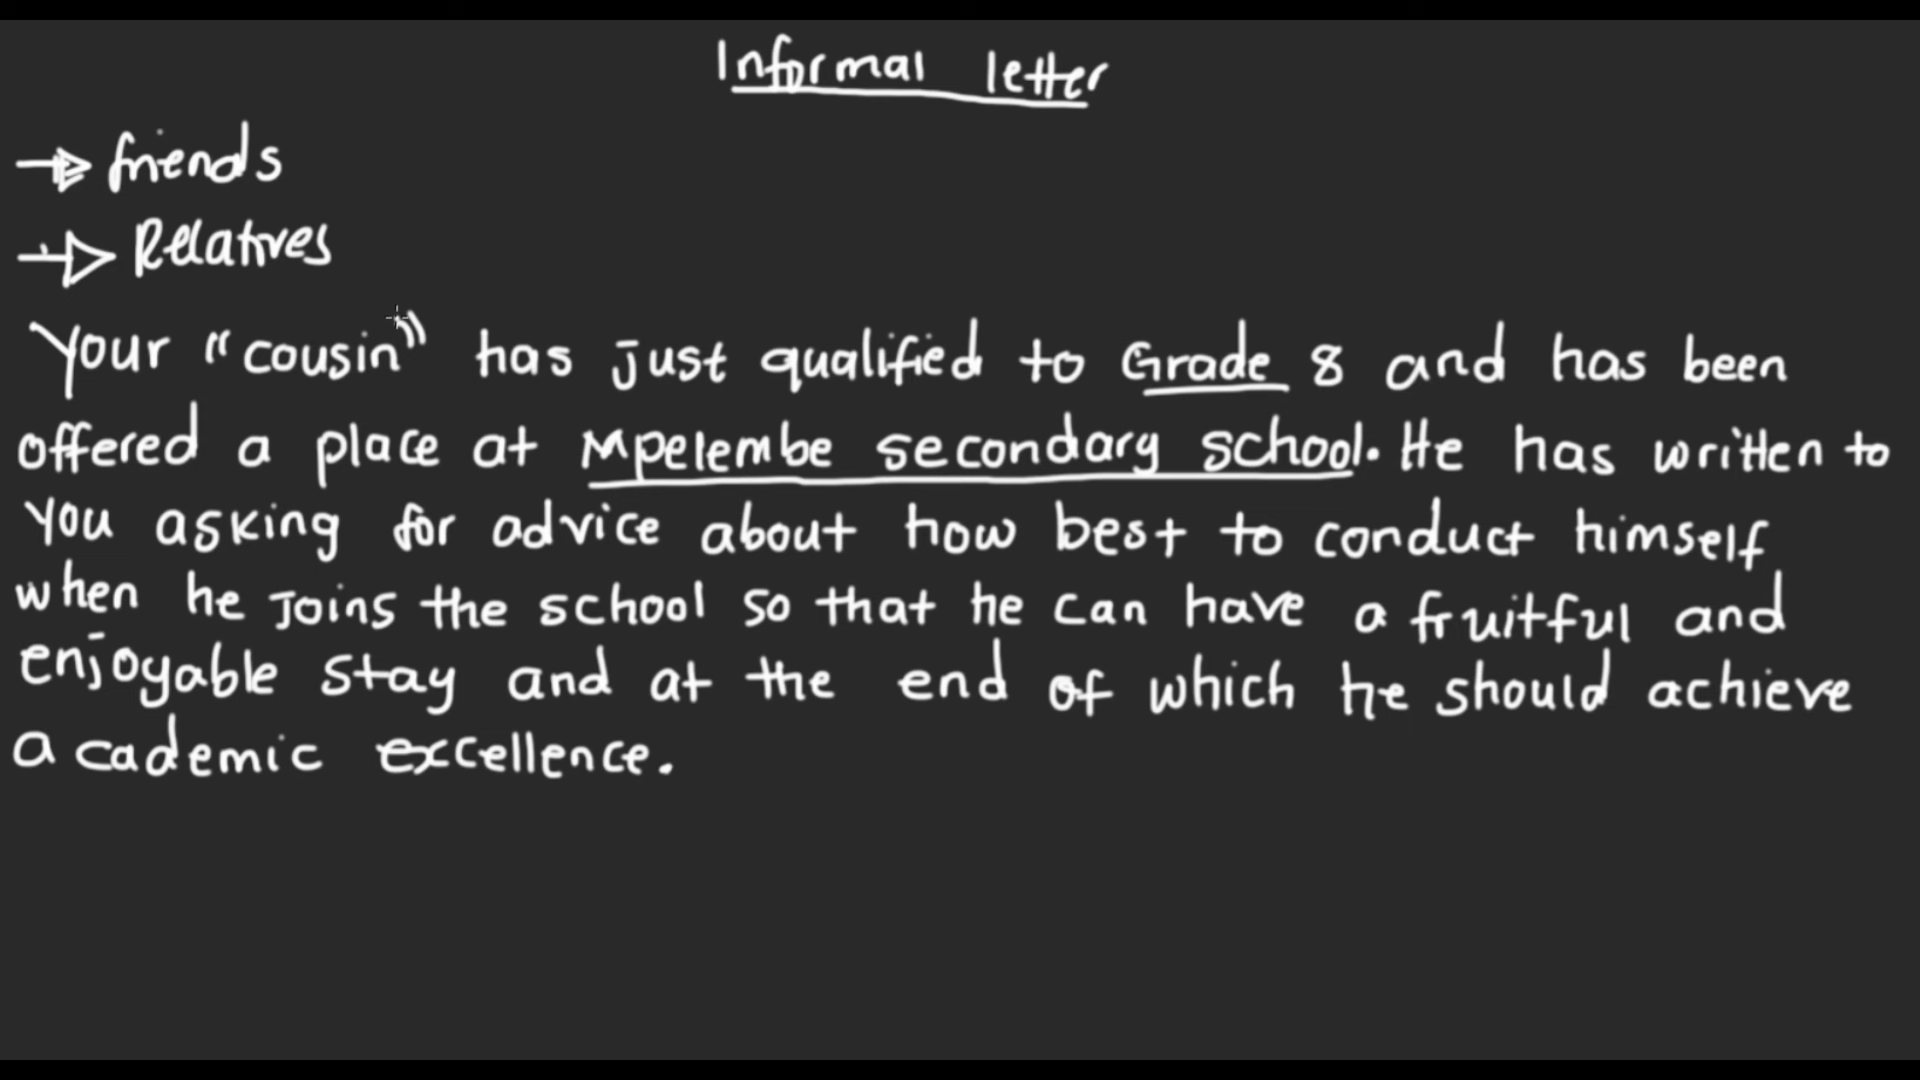 Informal letter
friends
Relatives
Your "cousin" has just qualified to Grade 8 and has been
offered a place at Mpelembe secondary school. He has written to
you asking for advice about how best to conduct himself
when he joins the school so that he can have a fruitful and
enjoyable stay and at the end of which he should achieve
academic excellence.